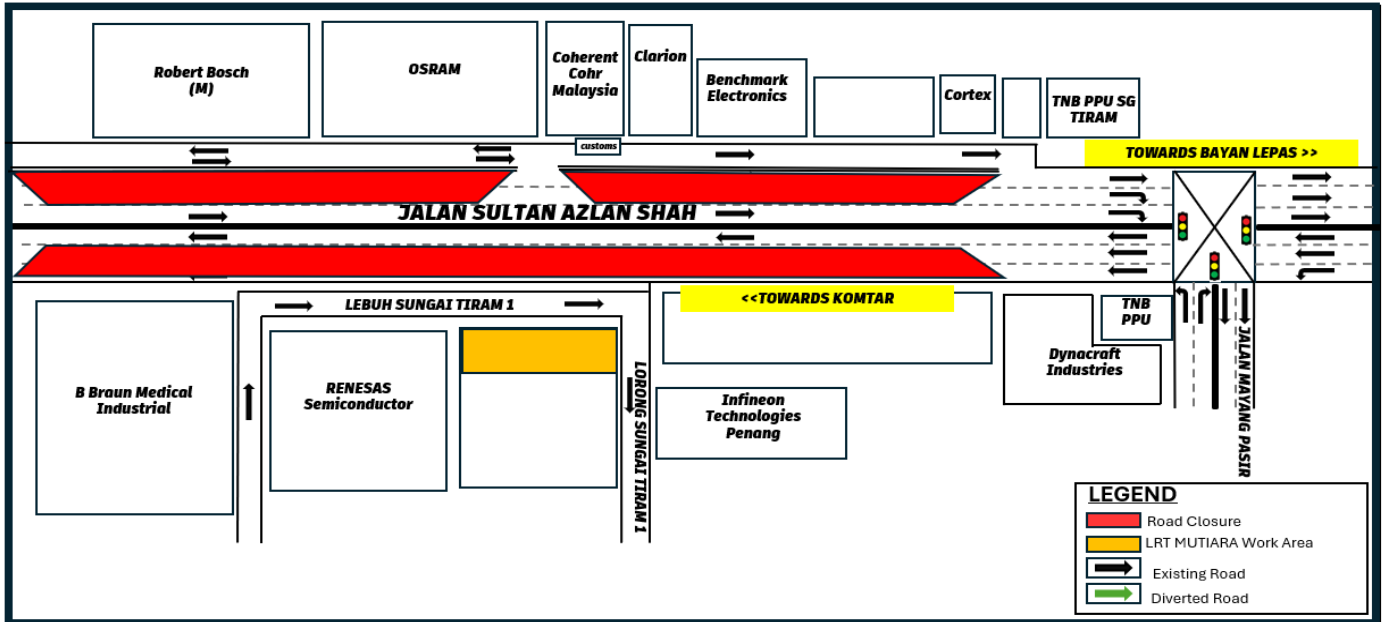 Robert Bosch
(M)
OSRAM
Coherent
Cohr
Malaysia
Clarion
Benchmark
Electronics
Cortex
TNB PPU SG
TIRAM
customs
TOWARDS BAYAN LEPAS >>
JALAN SULTAN AZLAN SHAH
<<TOWARDS KOMTAR
LEBUH SUNGAI TIRAM 1
TNB
PPU
Dynacraft
Industries
B Braun Medical
Industrial
RENESAS
Semiconductor
LORONG SUNGAI TIRAM 1
Infineon
Technologies
Penang
JALAN MAYANG PASIR
LEGEND
Road Closure
LRT MUTIARA Work Area
Existing Road
Diverted Road